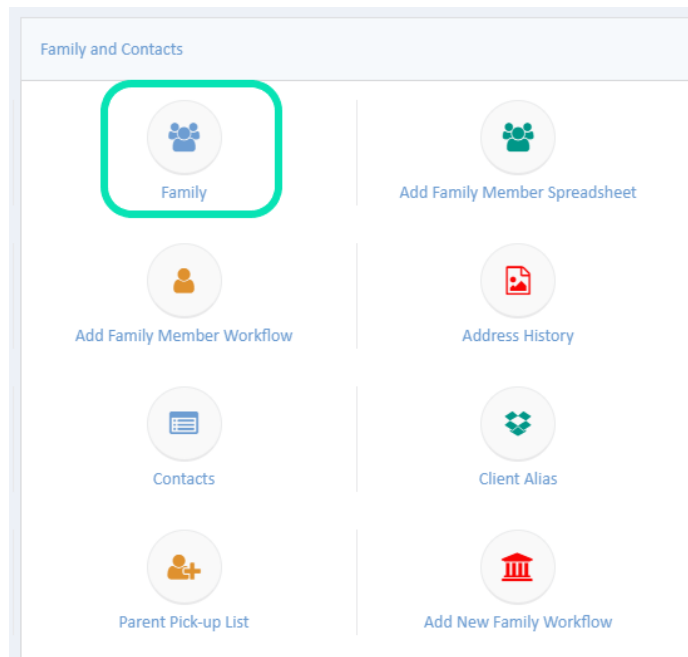 Family and Contacts
Family
Add Family Member Spreadsheet
Add Family Member Workflow
Address History
Contacts
Client Alias
Parent Pick-up List
Add New Family Workflow